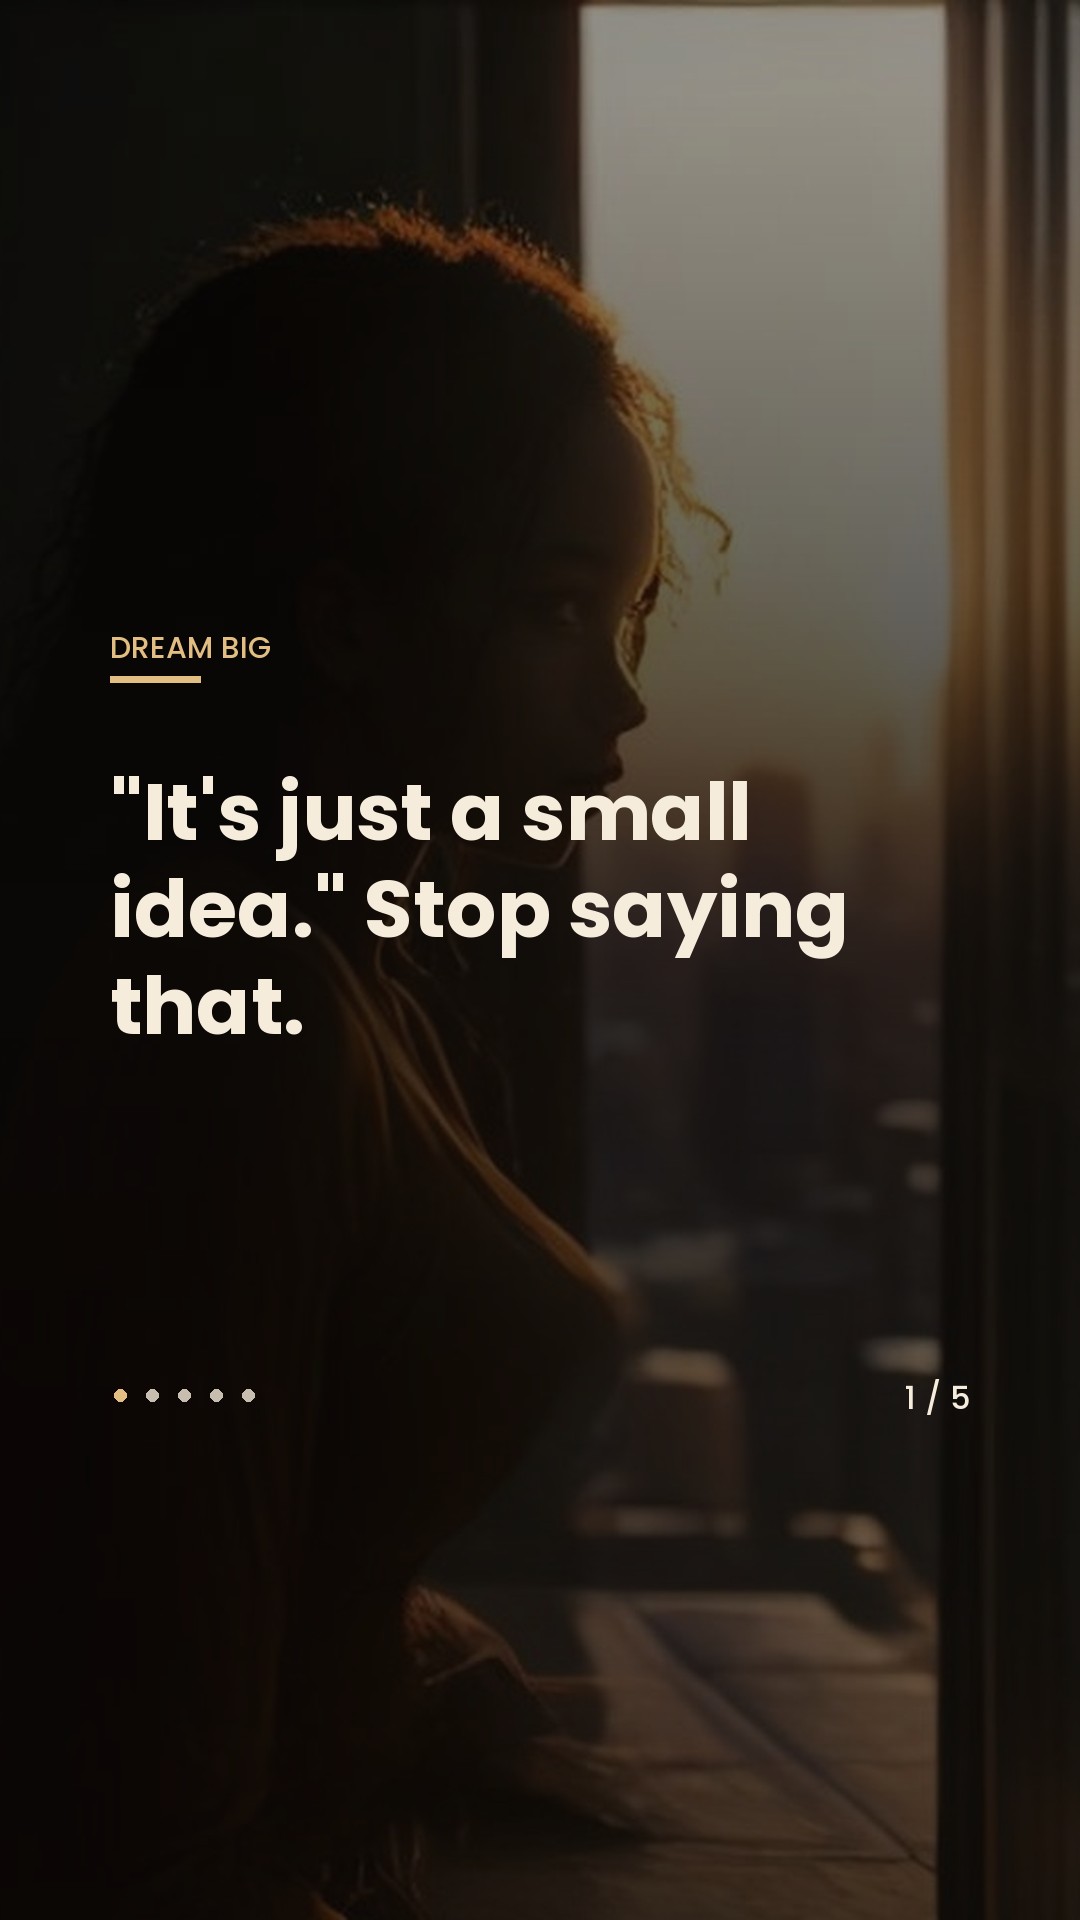 DREAM BIG
"It's just a small
idea." Stop saying
that.
1 / 5